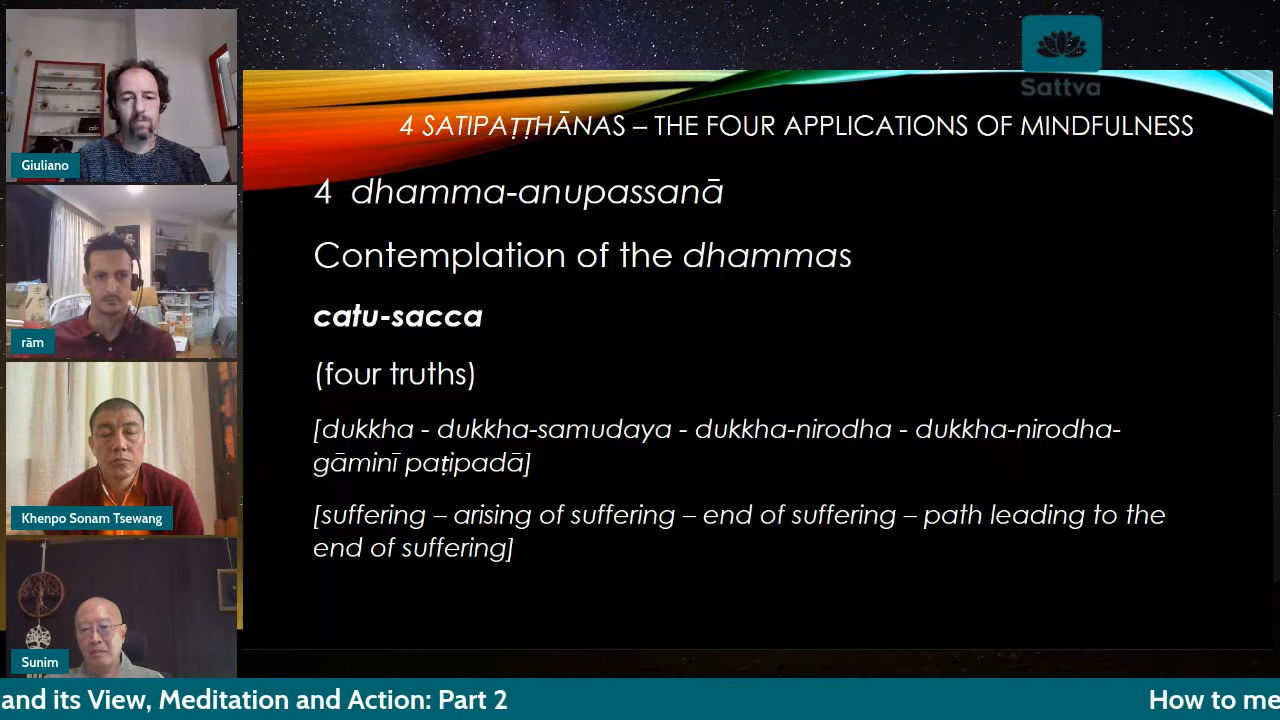 Giuliano
rām
Khenpo Sonam Tsewang
Sunim
Sattva
4 SATIPAṬṬHĀNAS – THE FOUR APPLICATIONS OF MINDFULNESS
4 dhamma-anupassanā
Contemplation of the dhammas
catu-sacca
(four truths)
[dukkha - dukkha-samudaya - dukkha-nirodha - dukkha-nirodha-
gāminī paṭipadā]
[suffering – arising of suffering – end of suffering – path leading to the
end of suffering]
and its View, Meditation and Action: Part 2
How to me